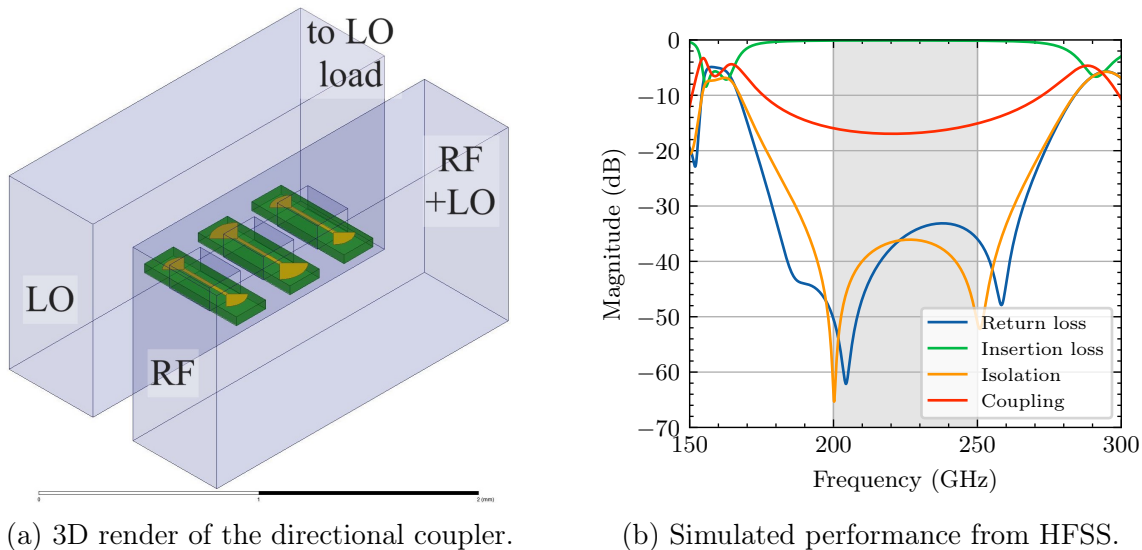 to LO
load
RF
+LO
LO
RF
0
1
2 (mm)
(a) 3D render of the directional coupler.
0
−10
−20
−30
−40
−50
−60
−70
Magnitude (dB)
150
200
250
300
Frequency (GHz)
Return loss
Insertion loss
Isolation
Coupling
(b) Simulated performance from HFSS.